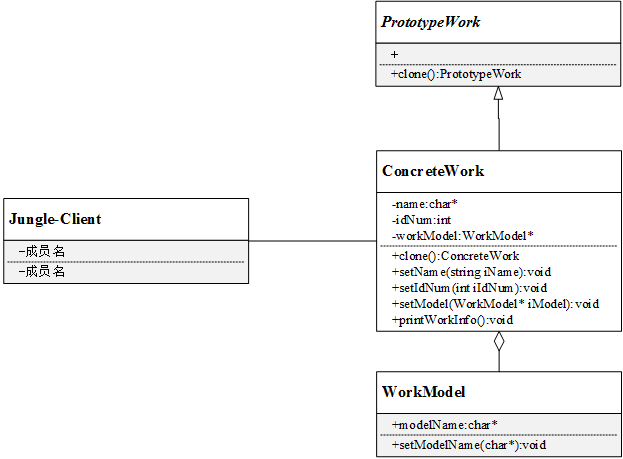 PrototypeWork
+
+clone():PrototypeWork
ConcreteWork
-name:char*
-idNum:int
-workModel:WorkModel*
+clone():ConcreteWork
+setName(string iName):void
+setIdNum(int iIdNum):void
+setModel(WorkModel* iModel):void
+printWorkInfo():void
Jungle-Client
-成员名
-成员名
WorkModel
+modelName:char*
+setModelName(char*):void